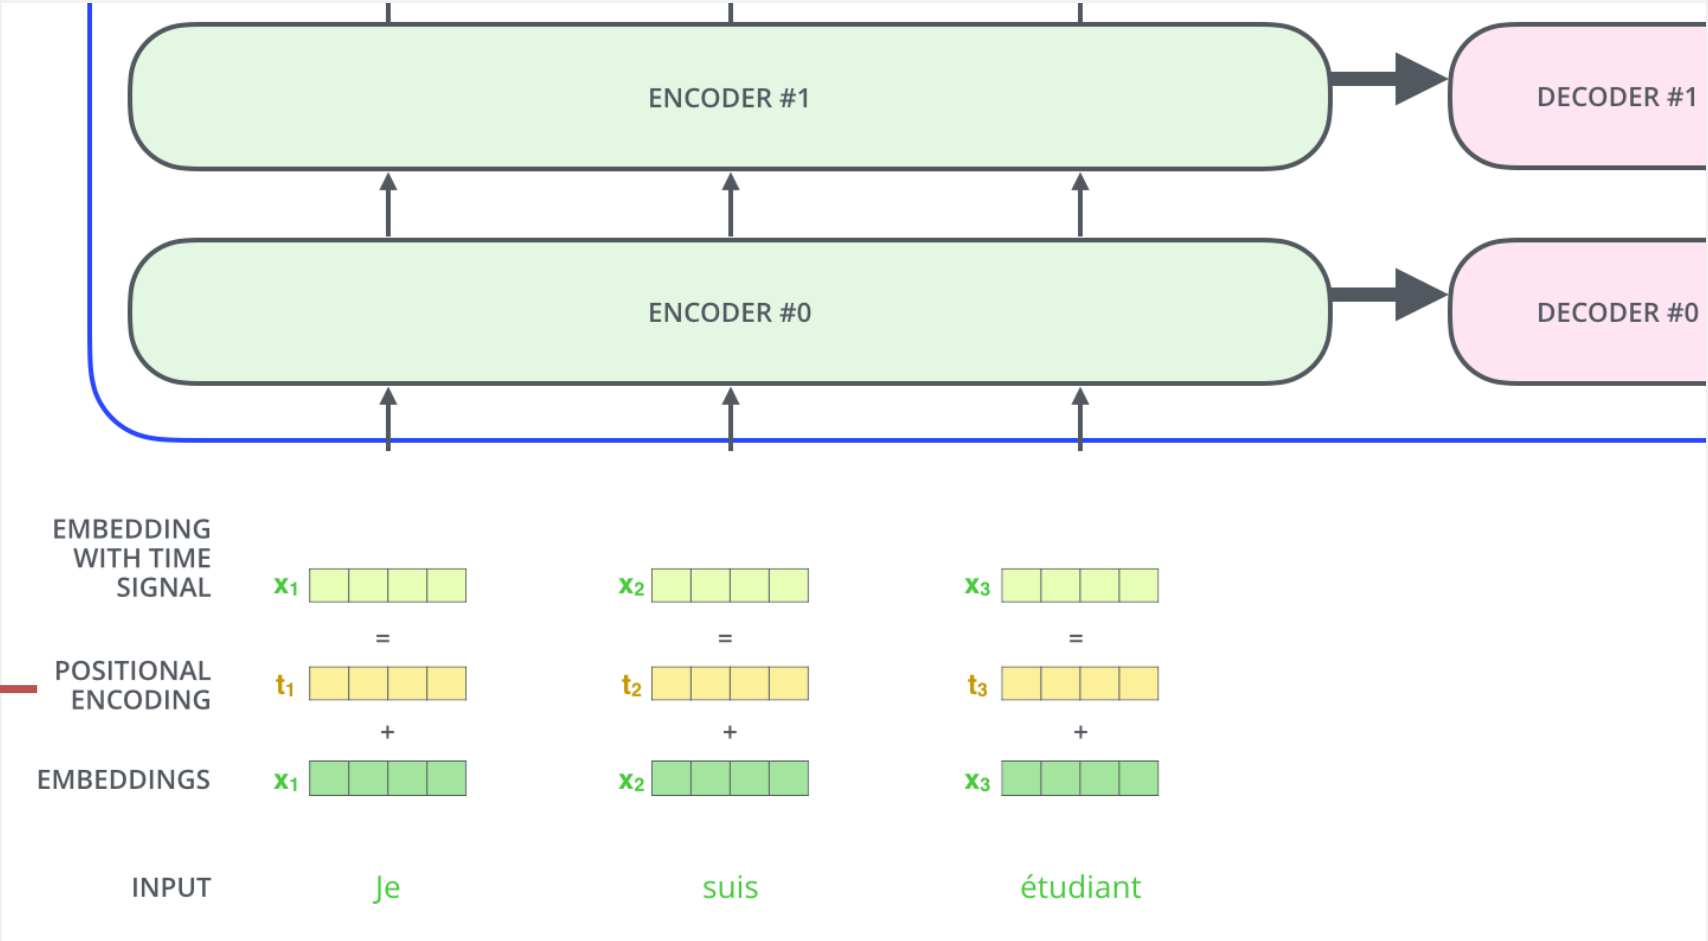 ENCODER #1
DECODER #1
ENCODER #0
DECODER #0
EMBEDDING
WITH TIME
SIGNAL
x₁
x₂
x₃
= = =
POSITIONAL
ENCODING
t₁
t₂
t₃
+ + +
EMBEDDINGS
x₁
x₂
x₃
INPUT
Je
suis
étudiant